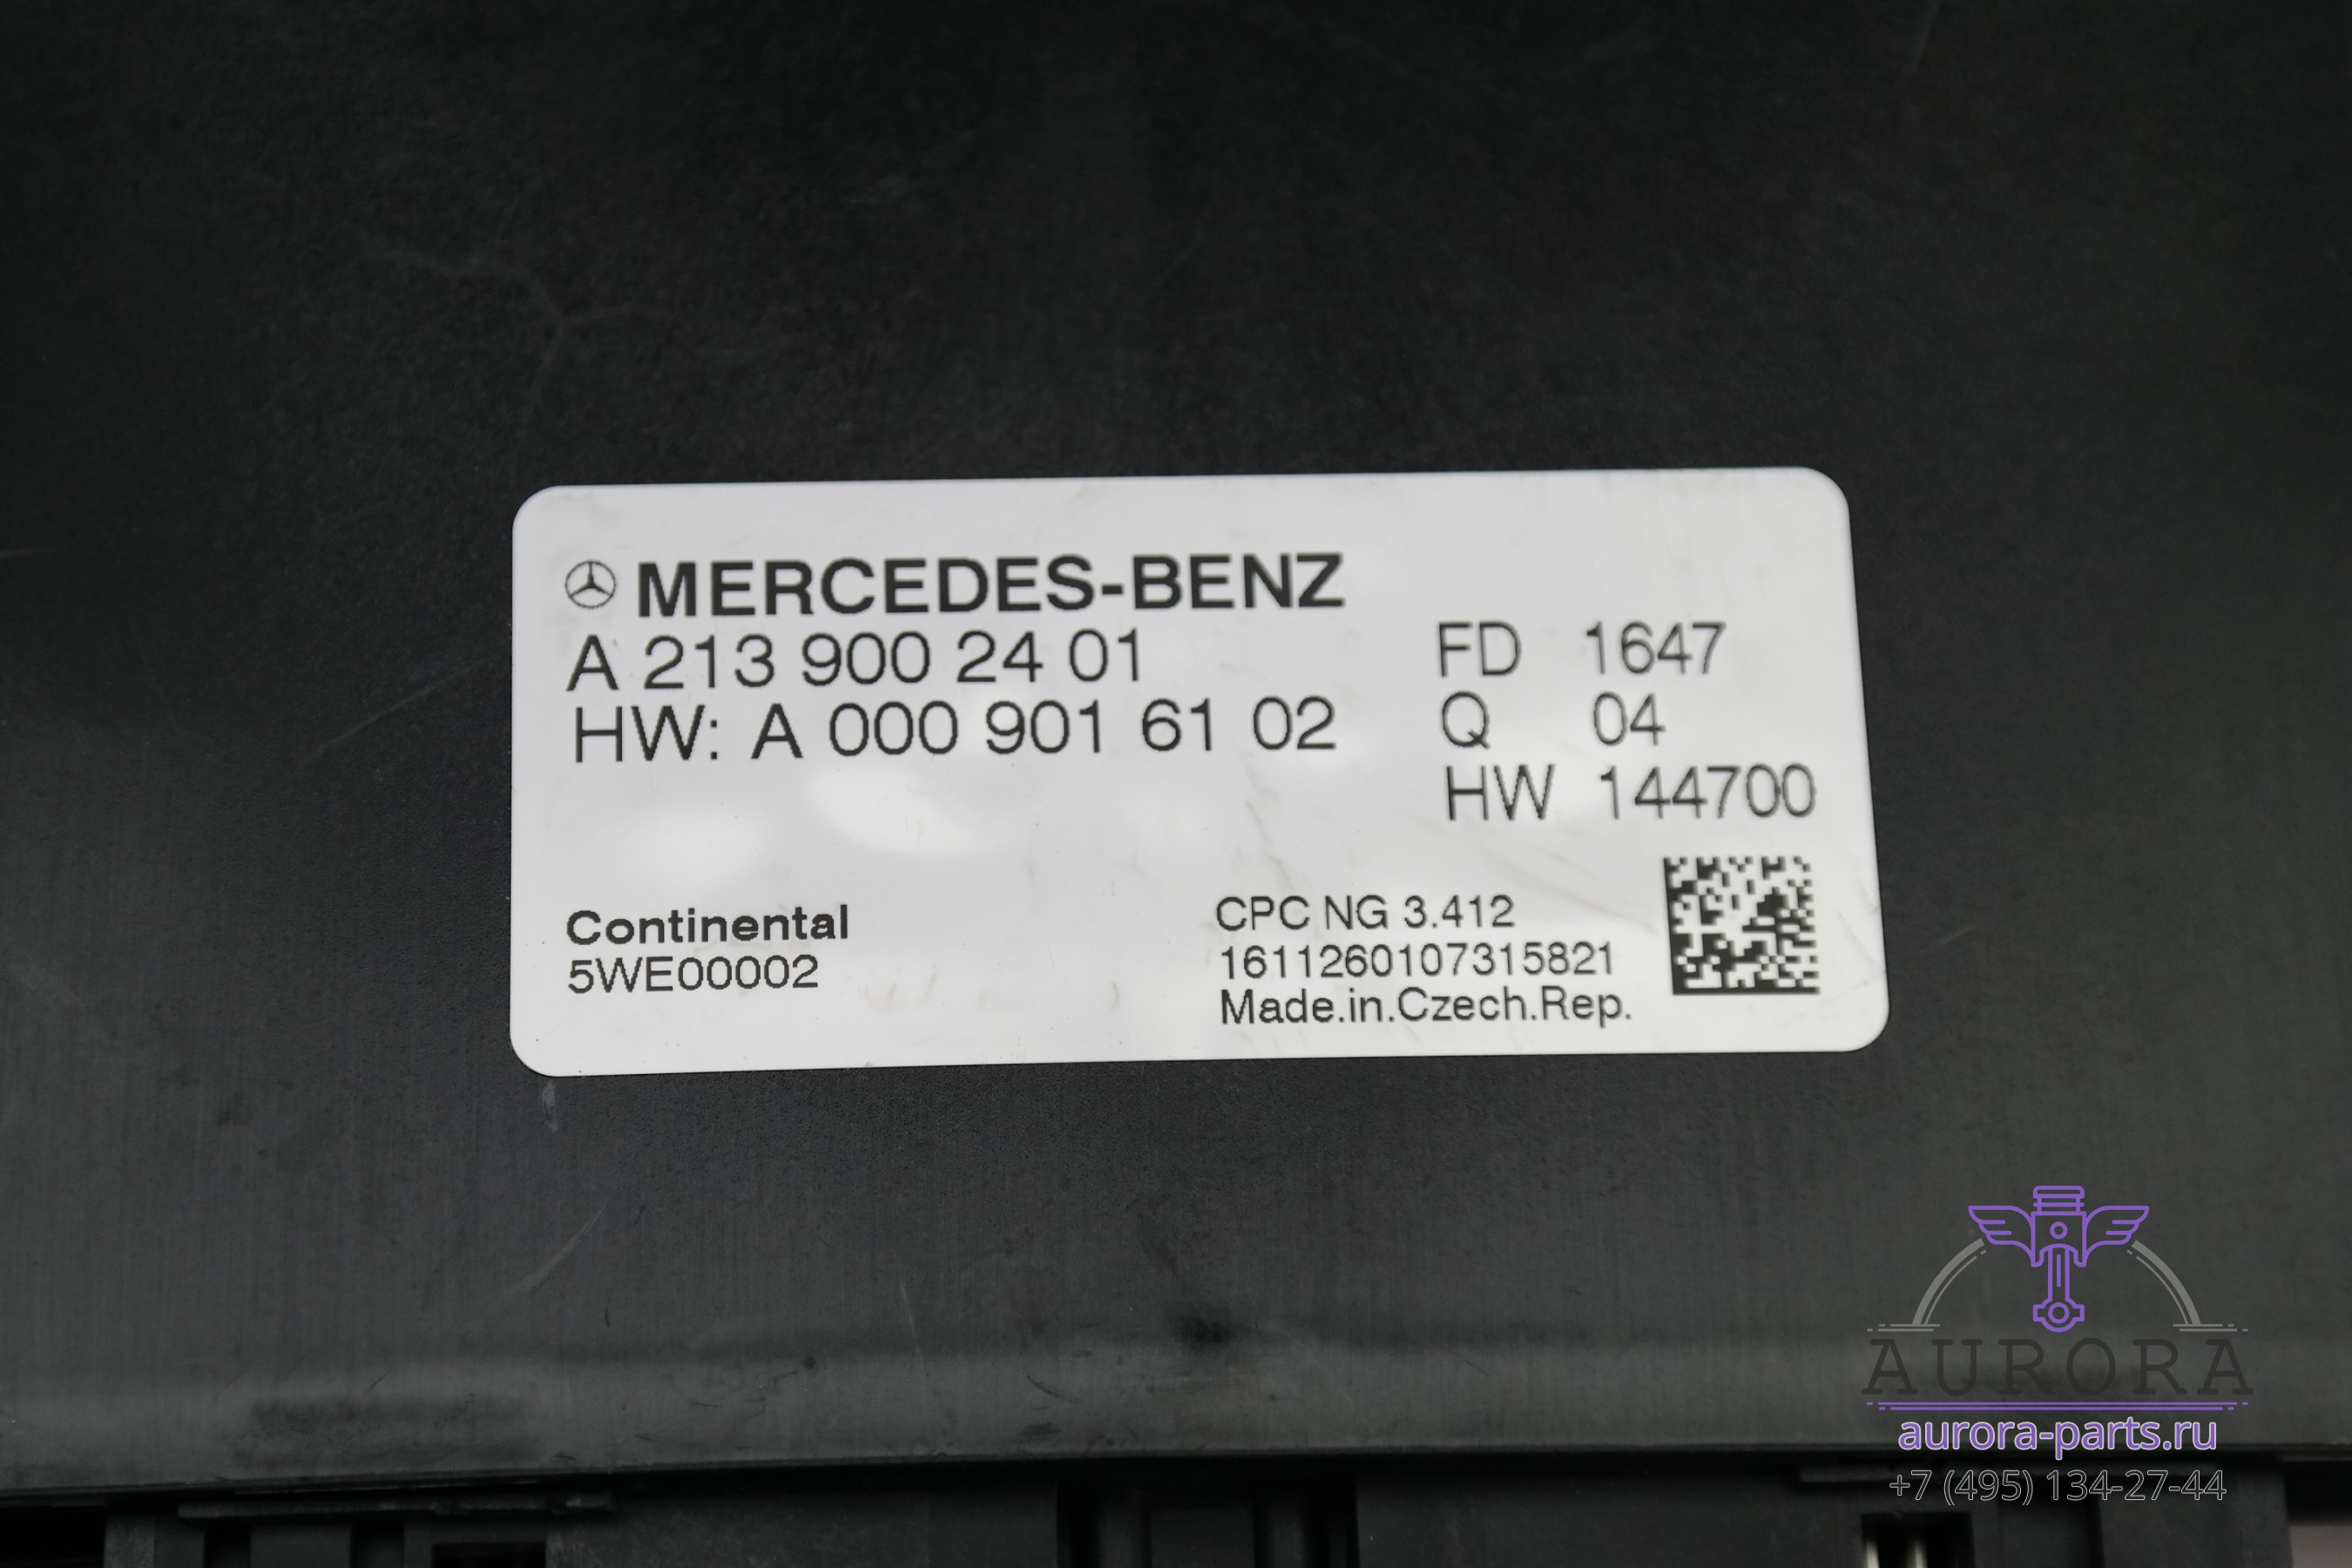 MERCEDES-BENZ
A 213 900 24 01
HW: A 000 901 61 02
FD 1647
Q 04
HW 144700
Continental
5WE00002
CPC NG 3.412
1611260107315821
Made.in.Czech.Rep.
AURORA
aurora-parts.ru
+7 (495) 134-27-44